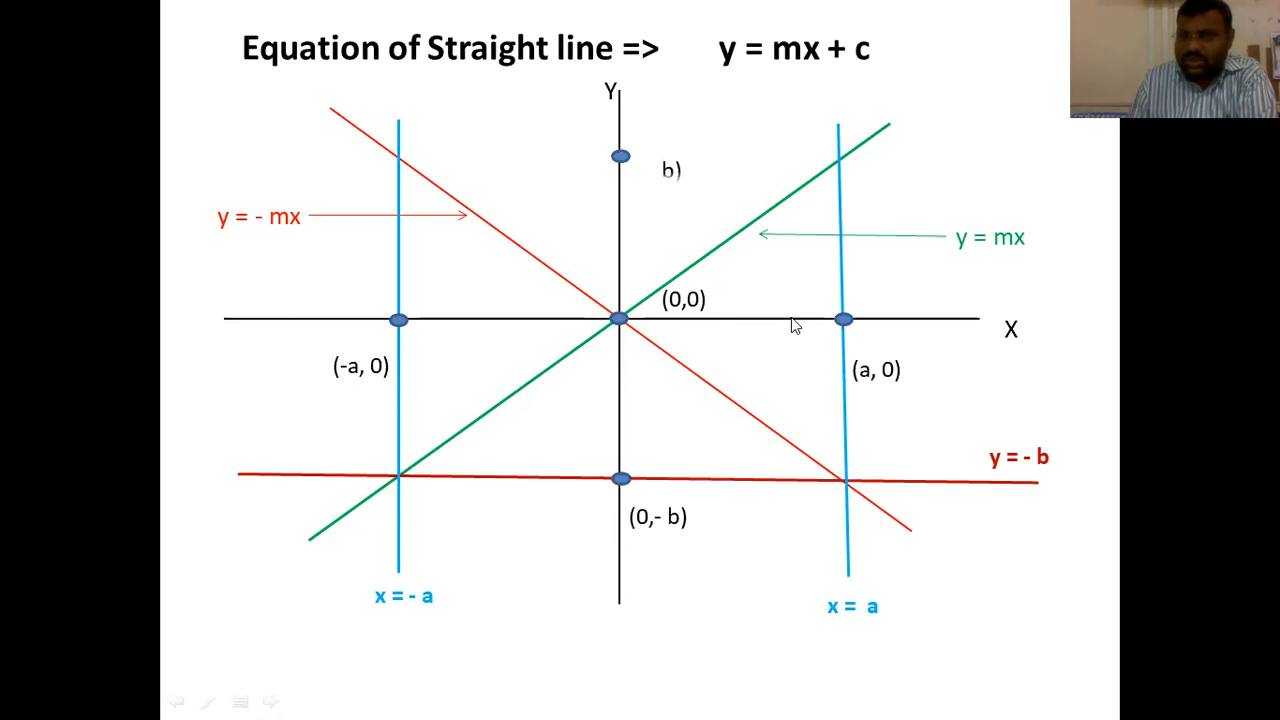 Equation of Straight line => y = mx + c
Y
b)
y = - mx
y = mx
(0,0)
X
(-a, 0)
(a, 0)
y = - b
(0,- b)
x = - a
x = a